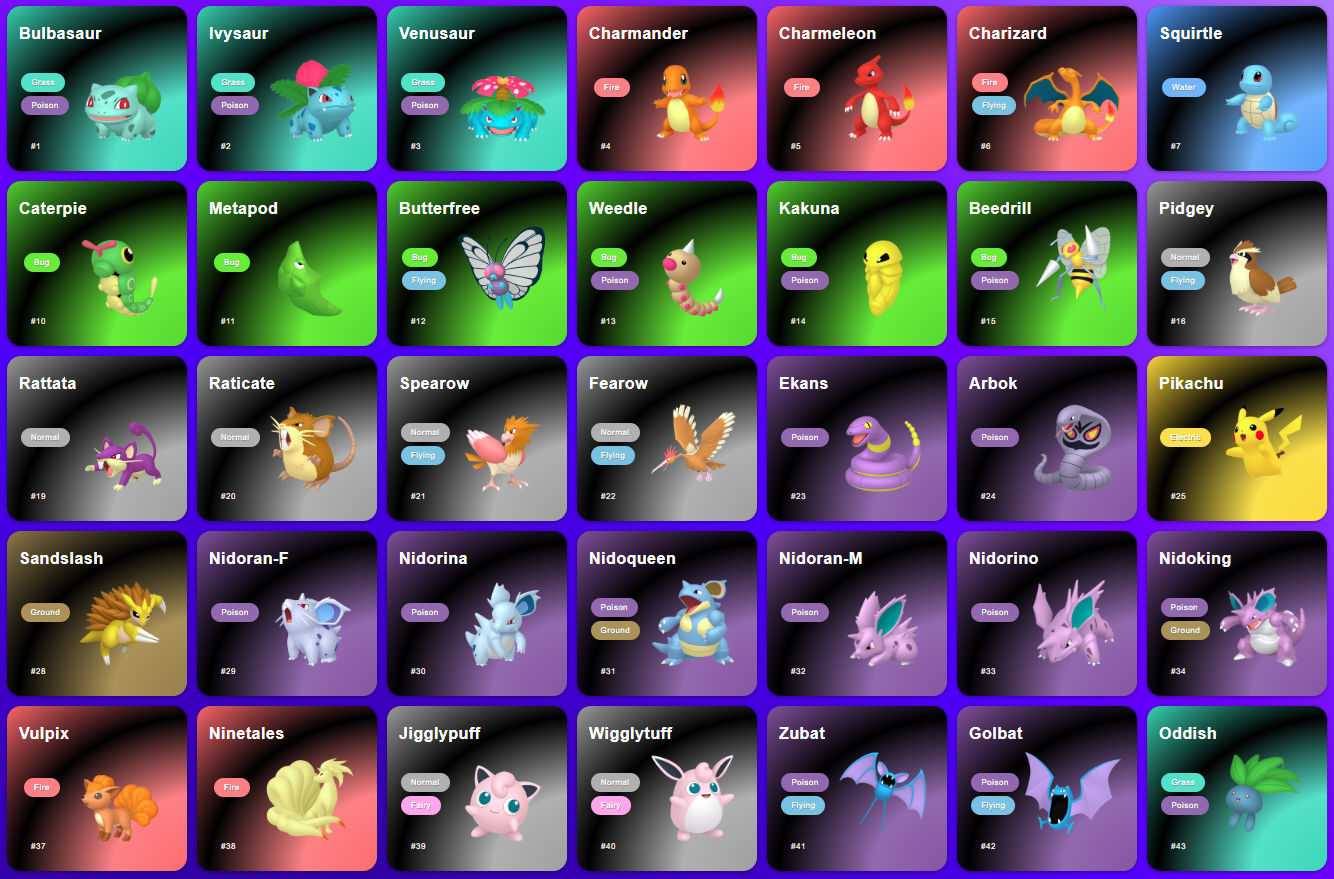 Bulbasaur
Grass
Poison
#1
Ivysaur
Grass
Poison
#2
Venusaur
Grass
Poison
#3
Charmander
Fire
#4
Charmeleon
Fire
#5
Charizard
Fire
Flying
#6
Squirtle
Water
#7
Caterpie
Bug
#10
Metapod
Bug
#11
Butterfree
Bug
Flying
#12
Weedle
Bug
Poison
#13
Kakuna
Bug
Poison
#14
Beedrill
Bug
Poison
#15
Pidgey
Normal
Flying
#16
Rattata
Normal
#19
Raticate
Normal
#20
Spearow
Normal
Flying
#21
Fearow
Normal
Flying
#22
Ekans
Poison
#23
Arbok
Poison
#24
Pikachu
Electric
#25
Sandslash
Ground
#28
Nidoran-F
Poison
#29
Nidorina
Poison
#30
Nidoqueen
Poison
Ground
#31
Nidoran-M
Poison
#32
Nidorino
Poison
#33
Nidoking
Poison
Ground
#34
Vulpix
Fire
#37
Ninetales
Fire
#38
Jigglypuff
Normal
Fairy
#39
Wigglytuff
Normal
Fairy
#40
Zubat
Poison
Flying
#41
Golbat
Poison
Flying
#42
Oddish
Grass
Poison
#43